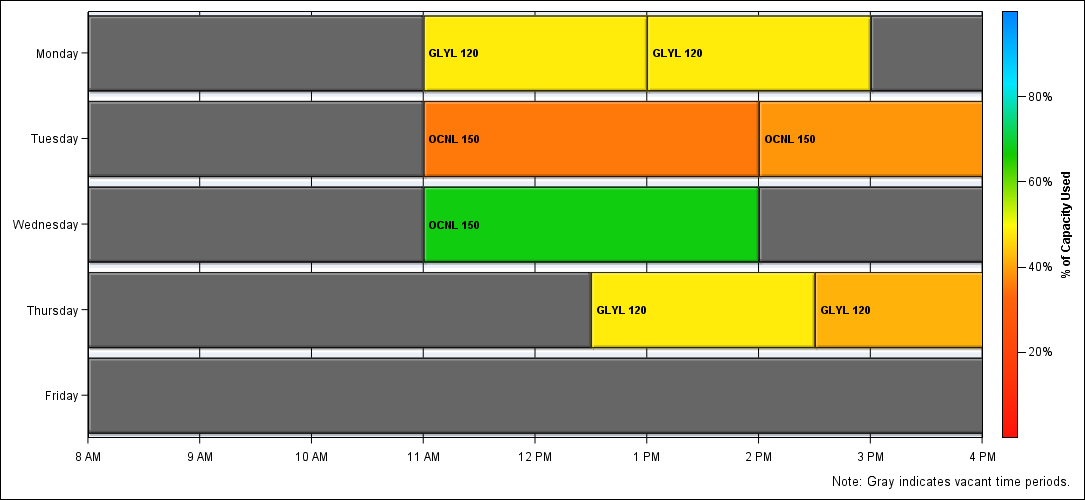 Monday
GLYL 120
GLYL 120
Tuesday
OCNL 150
OCNL 150
Wednesday
OCNL 150
Thursday
GLYL 120
GLYL 120
Friday
8 AM 9 AM 10 AM 11 AM 12 PM 1 PM 2 PM 3 PM 4 PM
80%
60%
40%
20%
% of Capacity Used
Note: Gray indicates vacant time periods.